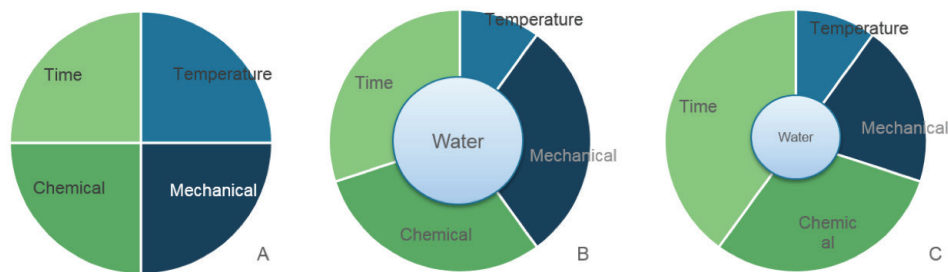 Time
Temperature
Chemical
Mechanical
A
Temperature
Time
Water
Mechanical
Chemical
B
Temperature
Time
Water
Mechanical
Chemic
al
C